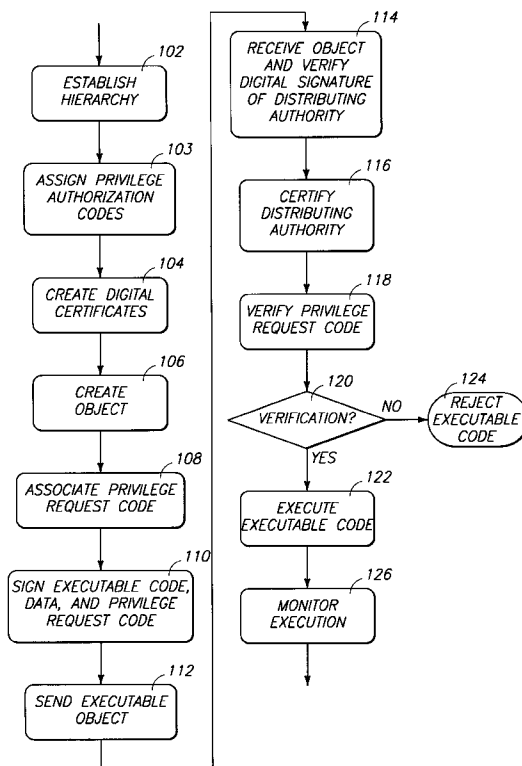 102
ESTABLISH
HIERARCHY
103
ASSIGN PRIVILEGE
AUTHORIZATION
CODES
104
CREATE DIGITAL
CERTIFICATES
106
CREATE
OBJECT
108
ASSOCIATE PRIVILEGE
REQUEST CODE
110
SIGN EXECUTABLE CODE,
DATA, AND PRIVILEGE
REQUEST CODE
112
SEND EXECUTABLE
OBJECT
114
RECEIVE OBJECT
AND VERIFY
DIGITAL SIGNATURE
OF DISTRIBUTING
AUTHORITY
116
CERTIFY
DISTRIBUTING
AUTHORITY
118
VERIFY PRIVILEGE
REQUEST CODE
120
VERIFICATION?
NO
124
REJECT
EXECUTABLE
CODE
YES
122
EXECUTE
EXECUTABLE CODE
126
MONITOR
EXECUTION